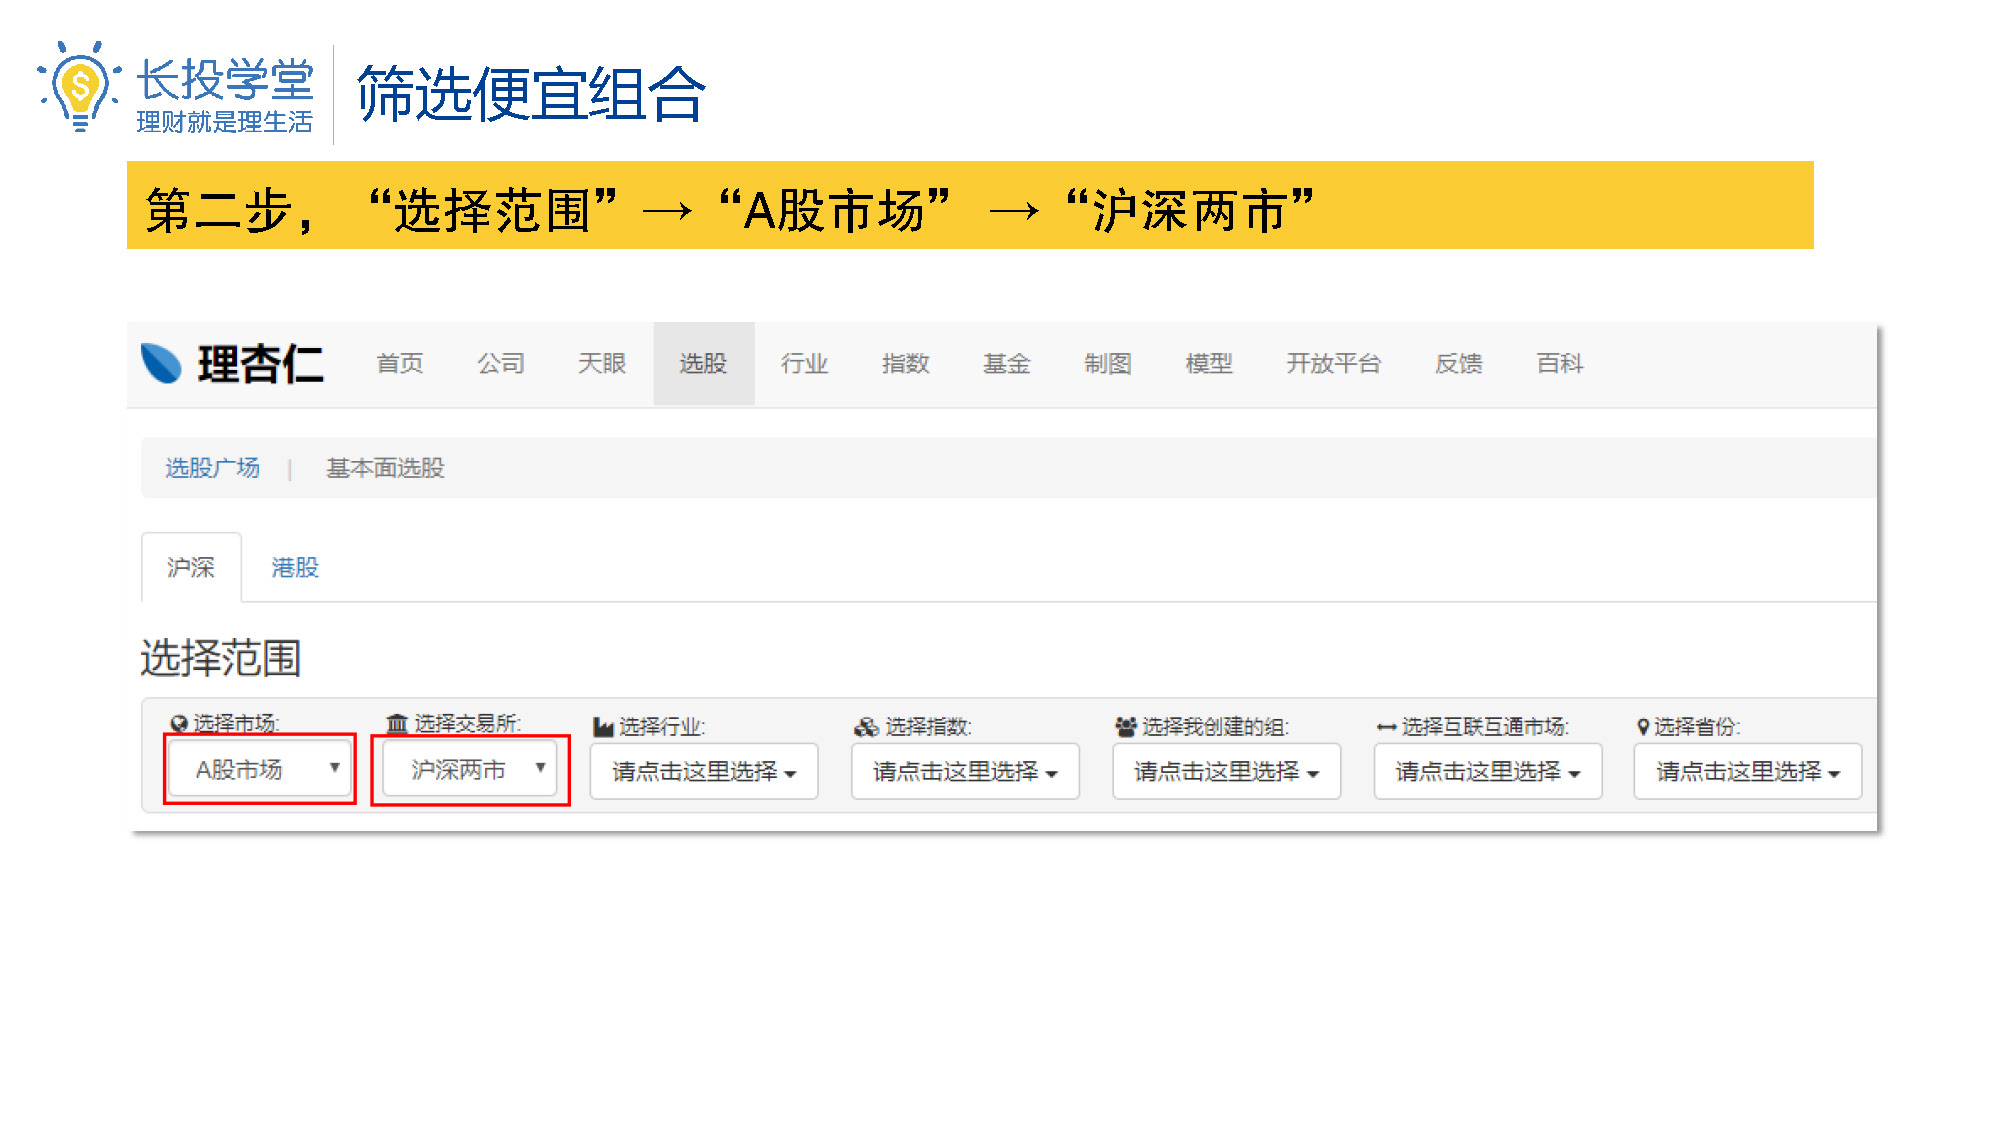 长投学堂
理财就是理生活
筛选便宜组合
第二步，“选择范围”→“A股市场” →“沪深两市”
理杏仁 首页 公司 天眼 选股 行业 指数 基金 制图 模型 开放平台 反馈 百科
选股广场 | 基本面选股
沪深 港股
选择范围
选择市场: 选择交易所: 选择行业: 选择指数: 选择我创建的组: 选择互联互通市场: 选择省份:
A股市场 沪深两市 请点击这里选择 请点击这里选择 请点击这里选择 请点击这里选择 请点击这里选择